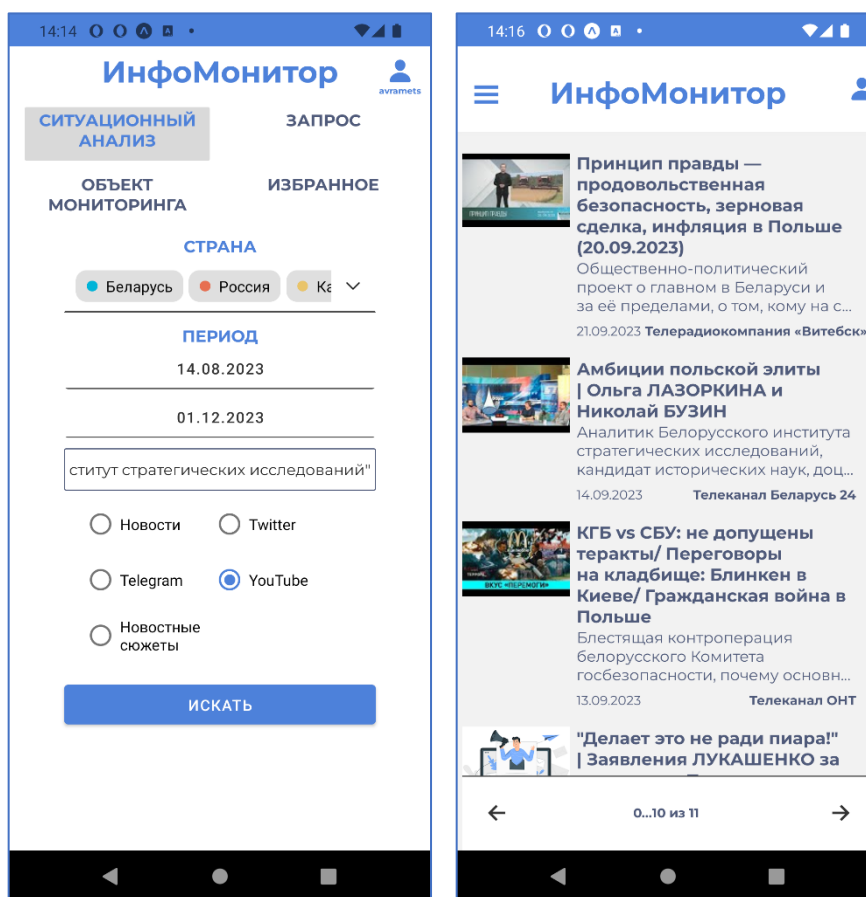 14:14
ИнфоМонитор
avramets
СИТУАЦИОННЫЙ
АНАЛИЗ
ЗАПРОС
ОБЪЕКТ
МОНИТОРИНГА
ИЗБРАННОЕ
СТРАНА
Беларусь
Россия
Ка
ПЕРИОД
14.08.2023
01.12.2023
ститут стратегических исследований"
Новости
Twitter
Telegram
YouTube
Новостные
сюжеты
ИСКАТЬ
14:16
ИнфоМонитор
Принцип правды —
продовольственная
безопасность, зерновая
сделка, инфляция в Польше
(20.09.2023)
Общественно-политический
проект о главном в Беларуси и
за её пределами, о том, кому на с...
21.09.2023 Телерадиокомпания «Витебск»
Амбиции польской элиты
| Ольга ЛАЗОРКИНА и
Николай БУЗИН
Аналитик Белорусского института
стратегических исследований,
кандидат исторических наук, доц...
14.09.2023 Телеканал Беларусь 24
ВКУС «ПЕРЕМОГИ»
КГБ vs СБУ: не допущены
теракты/ Переговоры
на кладбище: Блинкен в
Киеве/ Гражданская война в
Польше
Блестящая контроперация
белорусского Комитета
госбезопасности, почему основн...
13.09.2023 Телеканал ОНТ
"Делает это не ради пиара!"
| Заявления ЛУКАШЕНКО за
0...10 из 11